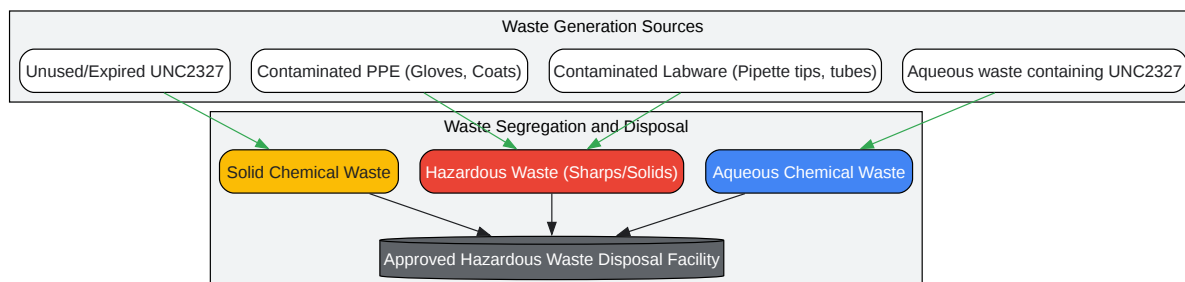 Waste Generation Sources
Unused/Expired UNC2327
Contaminated PPE (Gloves, Coats)
Contaminated Labware (Pipette tips, tubes)
Aqueous waste containing UNC2327
Waste Segregation and Disposal
Solid Chemical Waste
Hazardous Waste (Sharps/Solids)
Aqueous Chemical Waste
Approved Hazardous Waste Disposal Facility